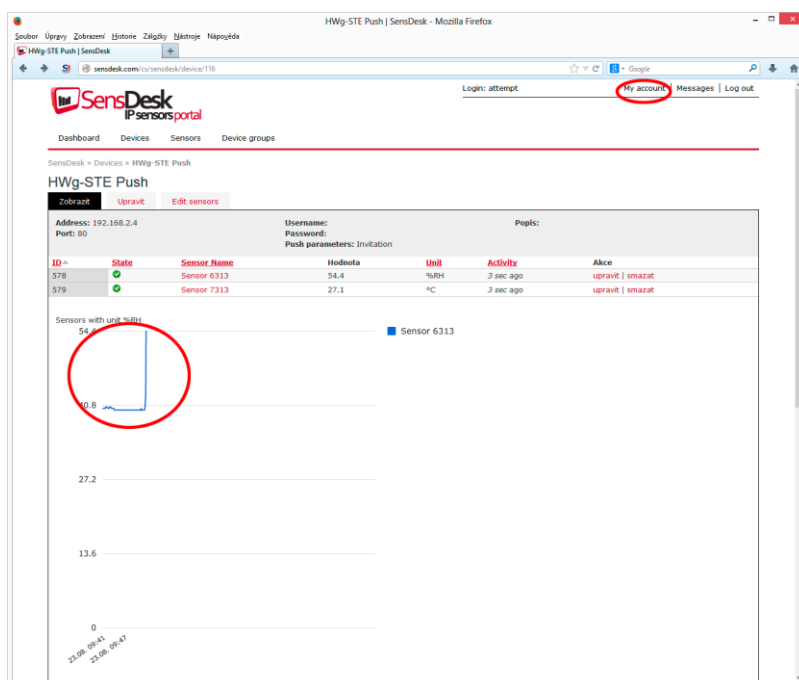 HWg-STE Push | SensDesk - Mozilla Firefox
Soubor Úpravy Zobrazení Historie Záložky Nástroje Nápověda
HWg-STE Push | SensDesk
sensdesk.com/cs/sensdesk/device/116
Google
SensDesk
IP sensors portal
Login: attempt
My account | Messages | Log out
Dashboard Devices Sensors Device groups
SensDesk » Devices » HWg-STE Push
HWg-STE Push
Zobrazit Upravit Edit sensors
Address: 192.168.2.4 Username: Popis:
Port: 80 Password:
Push parameters: Invitation
ID State Sensor Name Hodnota Unit Activity Akce
578 Sensor 6313 54.4 %RH 3 sec ago upravit | smazat
579 Sensor 7313 27.1 °C 3 sec ago upravit | smazat
Sensors with unit %RH
54.4
Sensor 6313
40.8
27.2
13.6
0
23.08. 09:41
23.08. 09:47